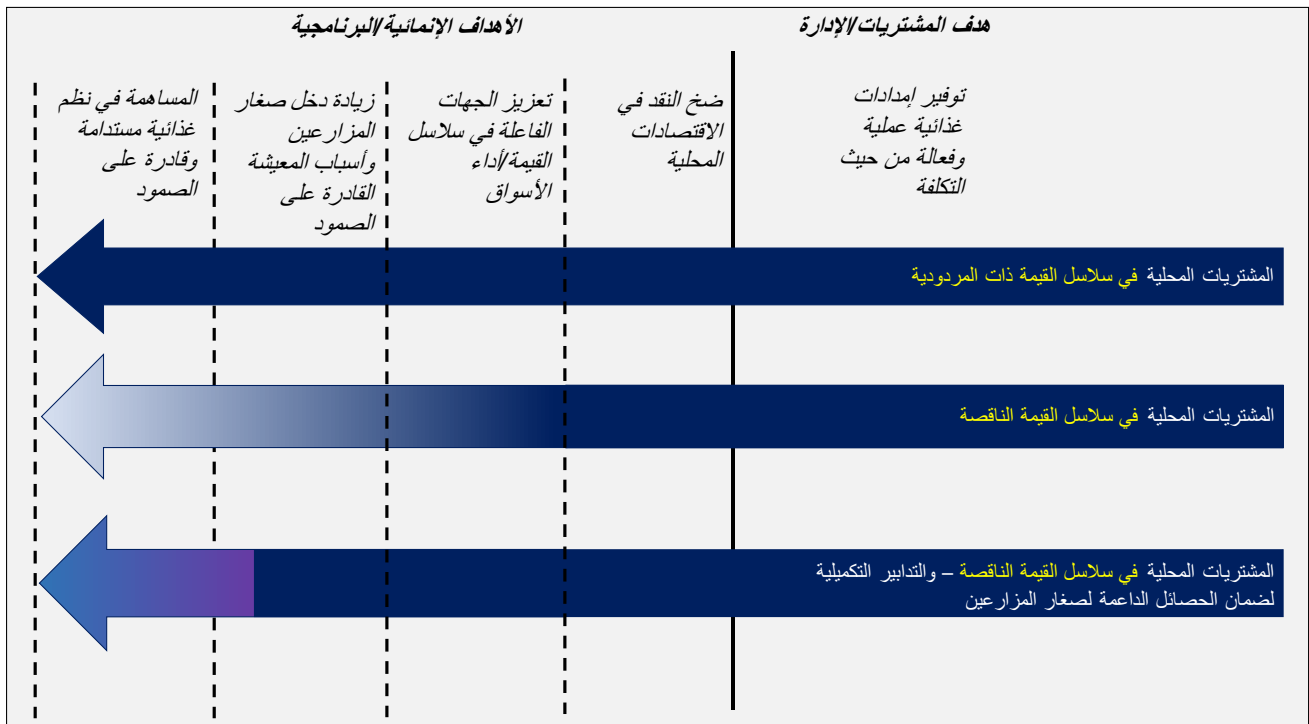 هدف المشتريات/الإدارة
الأهداف الإنمائية/البرنامجية
توفير إمدادات
غذائية عملية
وفعالة من حيث
التكلفة
ضخ النقد في
الاقتصادات
المحلية
تعزيز الجهات
الفاعلة في سلاسل
القيمة/أداء
الأسواق
زيادة دخل صغار
المزارعين
وأسباب المعيشة
القادرة على
الصمود
المساهمة في نظم
غذائية مستدامة
وقادرة على
الصمود
المشتريات المحلية في سلاسل القيمة ذات المردودية
المشتريات المحلية في سلاسل القيمة الناقصة
المشتريات المحلية في سلاسل القيمة الناقصة – والتدابير التكميلية
لضمان الحصائل الداعمة لصغار المزارعين